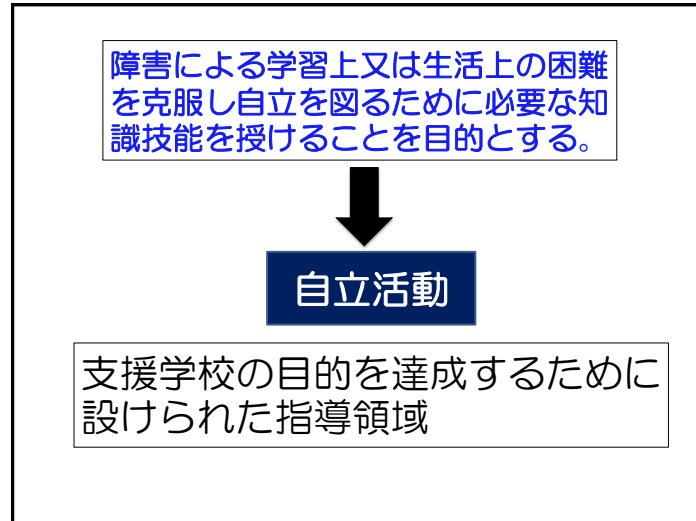 障害による学習上又は生活上の困難
を克服し自立を図るために必要な知
識技能を授けることを目的とする。
自立活動
支援学校の目的を達成するために
設けられた指導領域